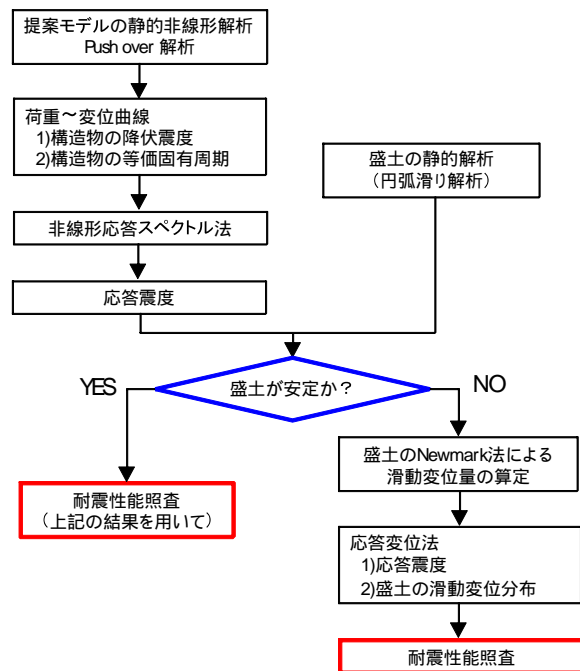 提案モデルの静的非線形解析
Push over 解析
荷重～変位曲線
1)構造物の降伏震度
2)構造物の等価固有周期
盛土の静的解析
（円弧滑り解析）
非線形応答スペクトル法
応答震度
盛土が安定か？
YES
NO
盛土のNewmark法による
滑動変位量の算定
耐震性能照査
（上記の結果を用いて）
応答変位法
1)応答震度
2)盛土の滑動変位分布
耐震性能照査